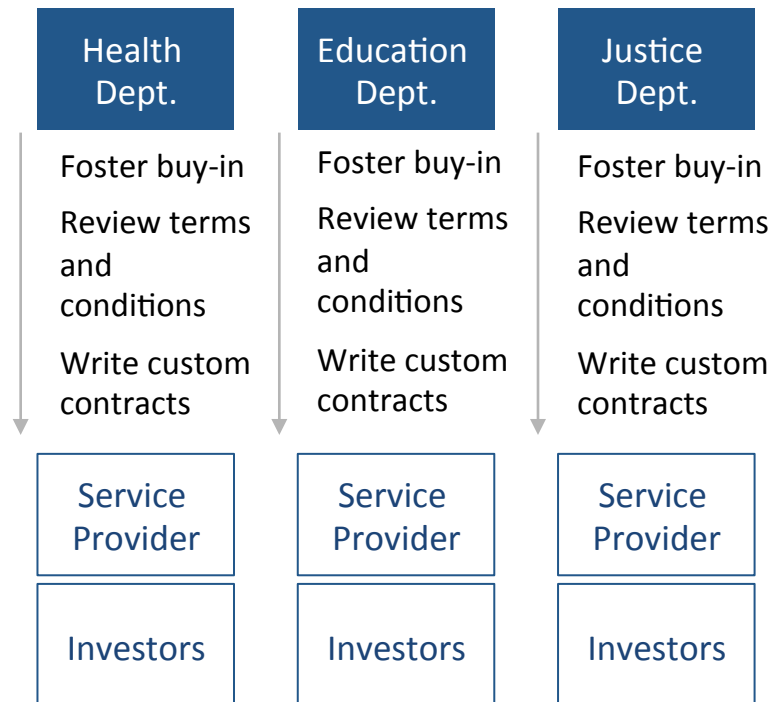 Health
Dept.
Foster buy-in
Review terms
and
conditions
Write custom
contracts
Service
Provider
Investors
Education
Dept.
Foster buy-in
Review terms
and
conditions
Write custom
contracts
Service
Provider
Investors
Justice
Dept.
Foster buy-in
Review terms
and
conditions
Write custom
contracts
Service
Provider
Investors